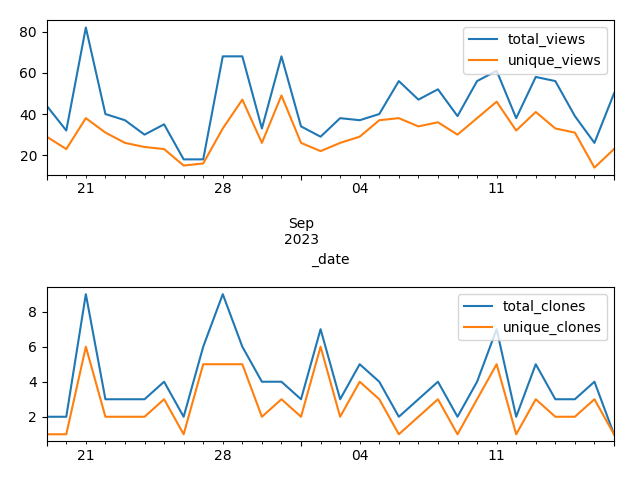 80
60
40
20
total_views
unique_views
21
28
04
11
Sep
2023
_date
8
6
4
2
total_clones
unique_clones
21
28
04
11